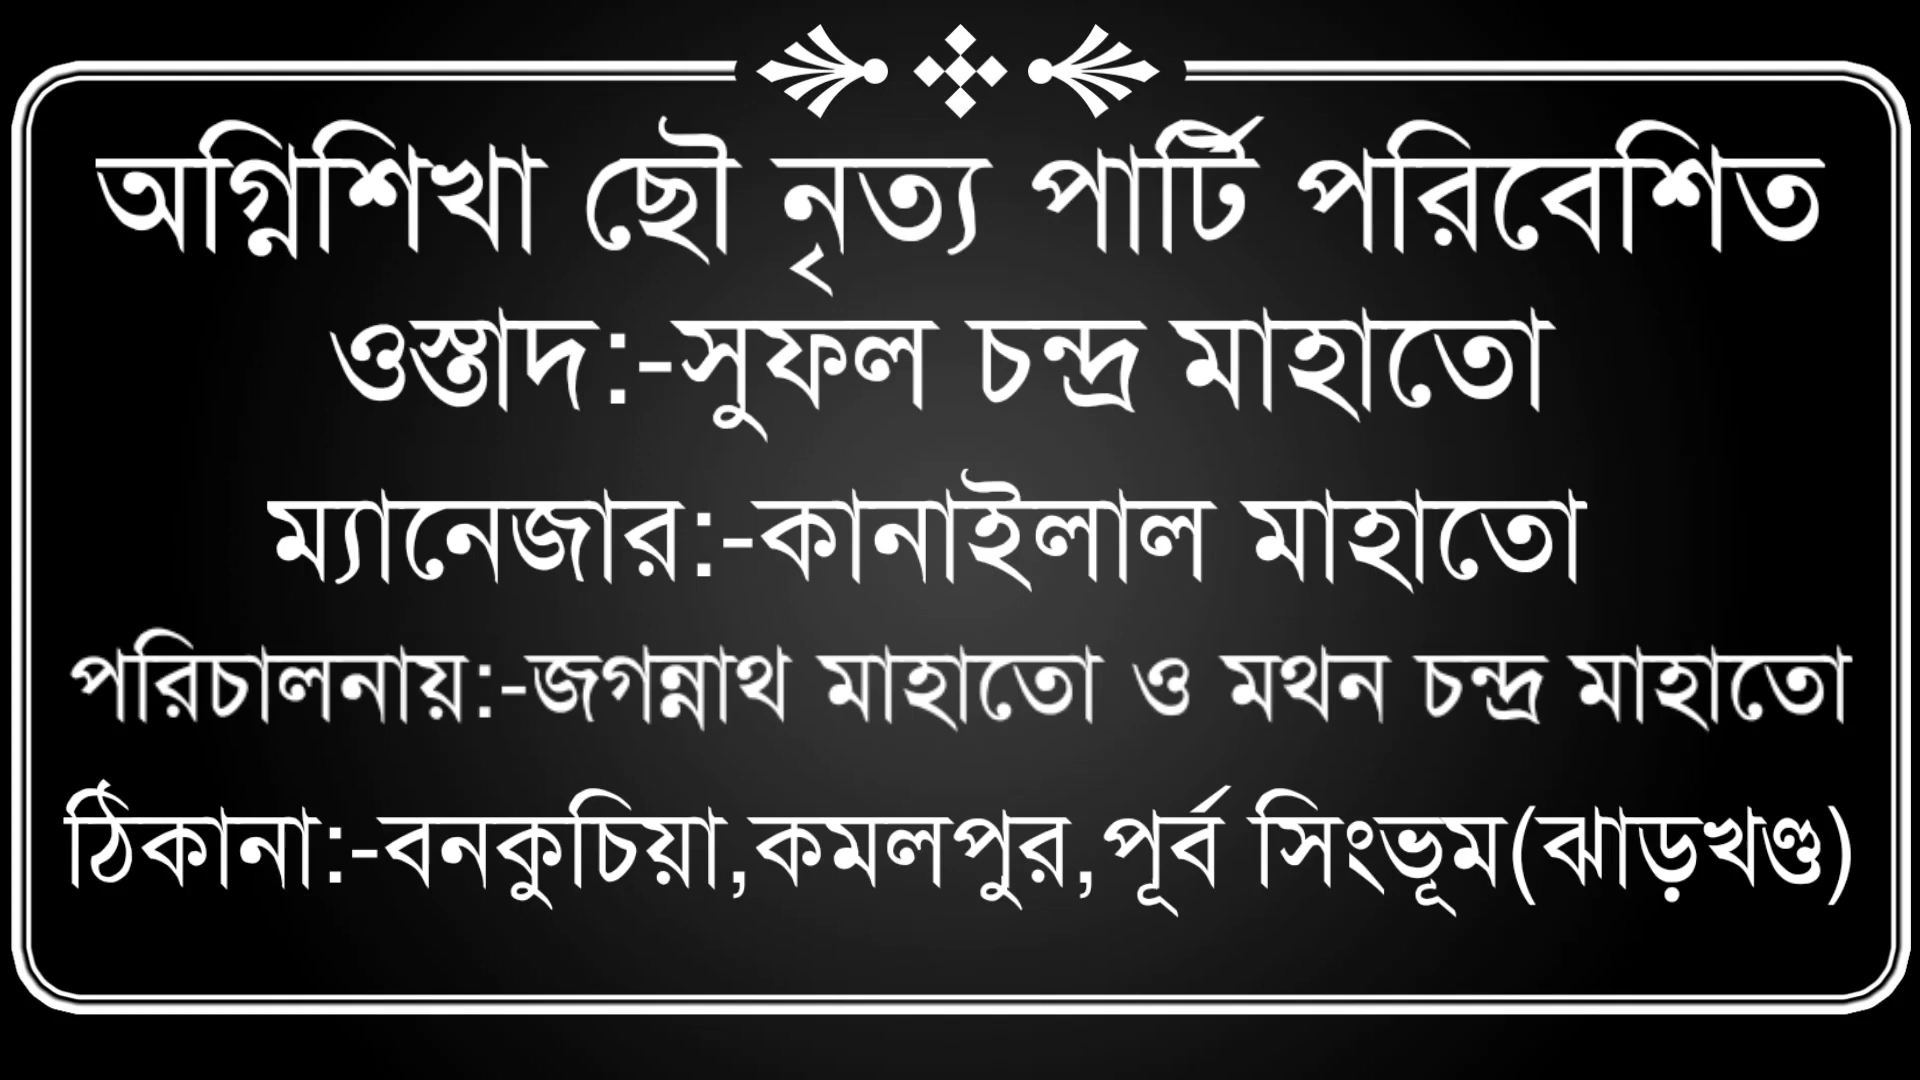 অগ্নিশিখা ছৌ নৃত্য পার্টি পরিবেশিত
ওস্তাদ:-সুফল চন্দ্র মাহাতো
ম্যানেজার:-কানাইলাল মাহাতো
পরিচালনায়:-জগন্নাথ মাহাতো ও মথন চন্দ্র মাহাতো
ঠিকানা:-বনকুচিয়া,কমলপুর,পূর্ব সিংভূম(ঝাড়খণ্ড)